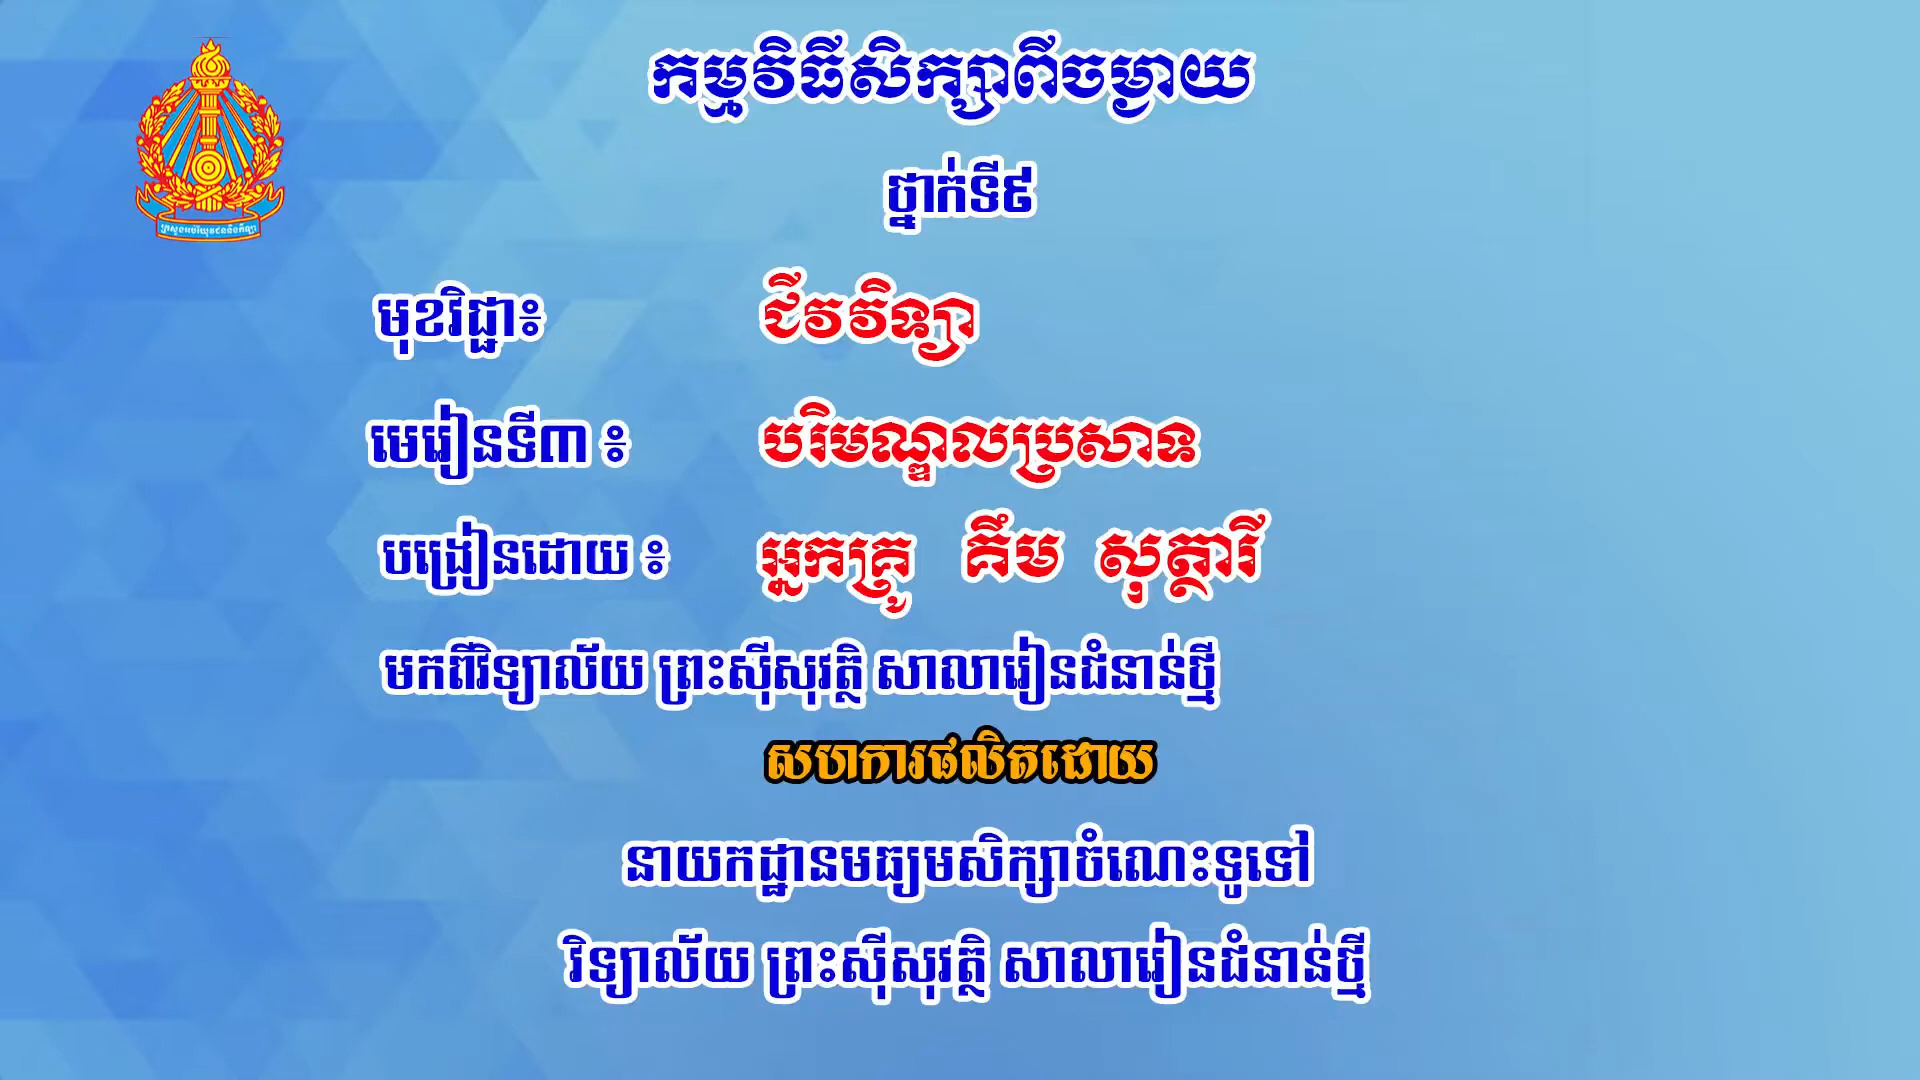 កម្មវិធីសិក្សាពីចម្ងាយ
ថ្នាក់ទី៩
មុខវិជ្ជា៖ ជីវវិទ្យា
មេរៀនទី៣ ៖ បរិមណ្ឌលប្រសាទ
បង្រៀនដោយ ៖ អ្នកគ្រូ គឹម សុត្ថារី
មកពីវិទ្យាល័យ ព្រះស៊ីសុវត្ថិ សាលារៀនជំនាន់ថ្មី
សហការផលិតដោយ
នាយកដ្ឋានមធ្យមសិក្សាចំណេះទូទៅ
វិទ្យាល័យ ព្រះស៊ីសុវត្ថិ សាលារៀនជំនាន់ថ្មី